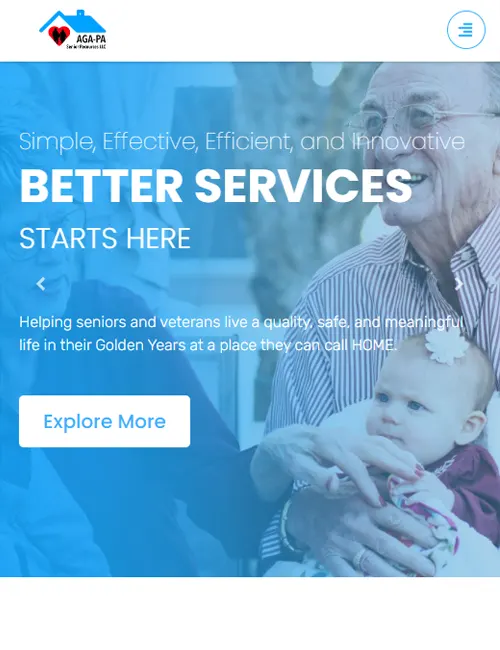 AGA-PA
Senior Resources LLC
Simple, Effective, Efficient, and Innovative
BETTER SERVICES
STARTS HERE
Helping seniors and veterans live a quality, safe, and meaningful
life in their Golden Years at a place they can call HOME.
Explore More